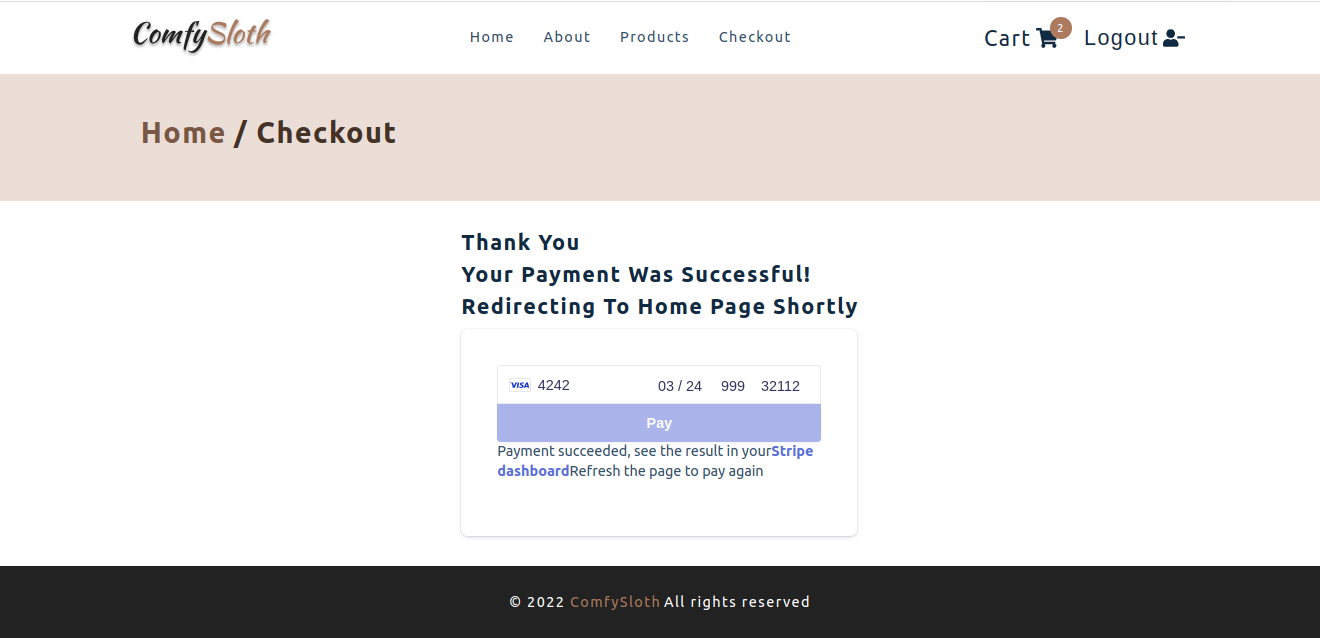 ComfySloth Home About Products Checkout Cart 2 Logout
Home / Checkout
Thank You
Your Payment Was Successful!
Redirecting To Home Page Shortly
VISA 4242 03 / 24 999 32112
Pay
Payment succeeded, see the result in yourStripe
dashboardRefresh the page to pay again
© 2022 ComfySloth All rights reserved